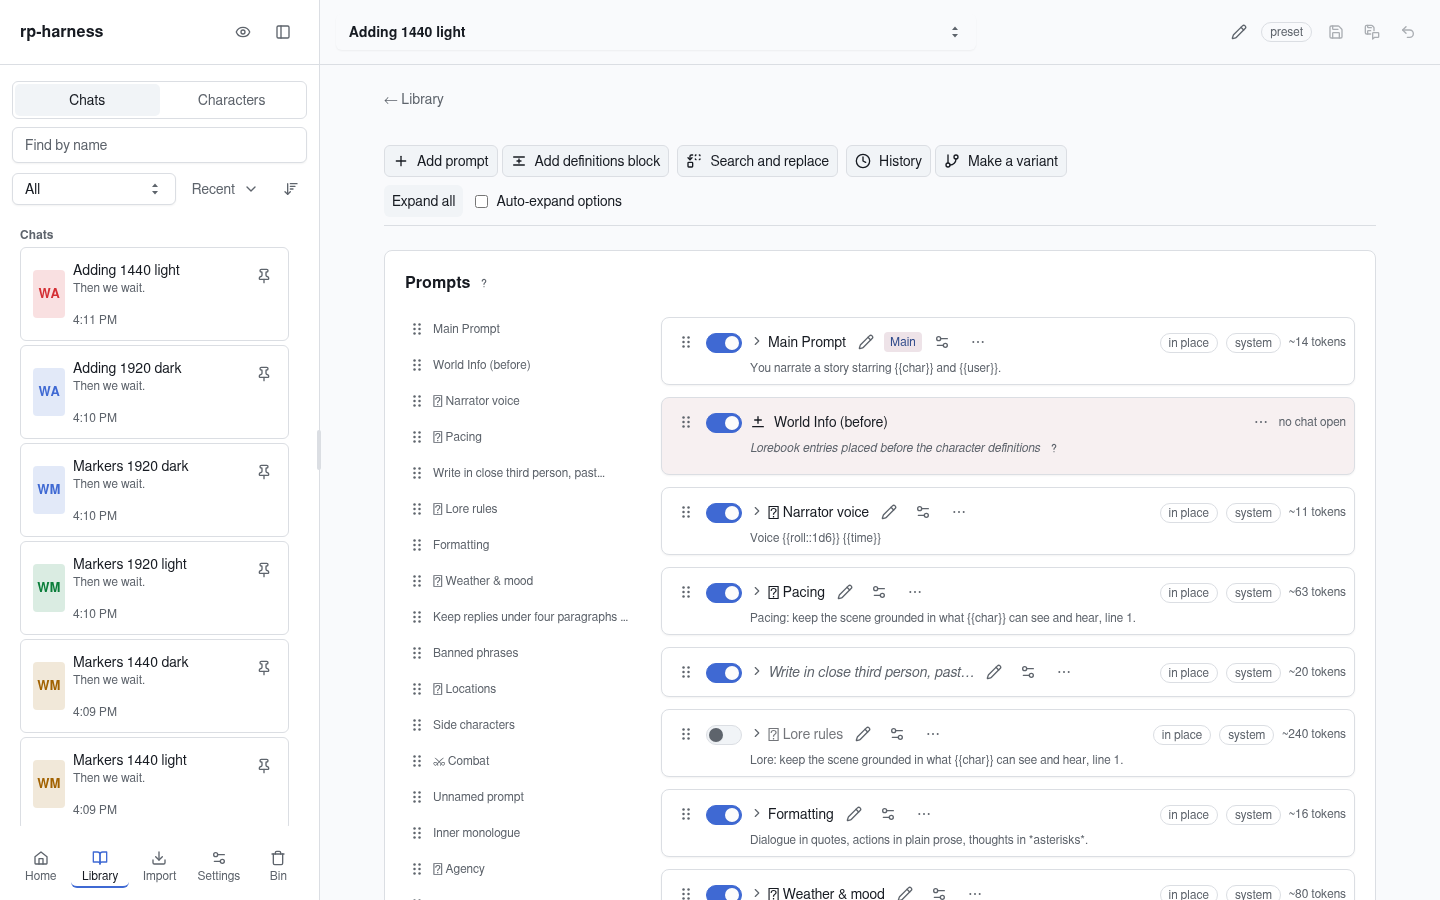 rp-harness
Adding 1440 light
preset
Chats
Characters
Find by name
All
Recent
Chats
WA
Adding 1440 light
Then we wait.
4:11 PM
WA
Adding 1920 dark
Then we wait.
4:10 PM
WM
Markers 1920 dark
Then we wait.
4:10 PM
WM
Markers 1920 light
Then we wait.
4:10 PM
WM
Markers 1440 dark
Then we wait.
4:09 PM
WM
Markers 1440 light
Then we wait.
4:09 PM
Home
Library
Import
Settings
Bin
← Library
Add prompt
Add definitions block
Search and replace
History
Make a variant
Expand all
Auto-expand options
Prompts ?
Main Prompt
World Info (before)
Narrator voice
Pacing
Write in close third person, past…
Lore rules
Formatting
Weather & mood
Keep replies under four paragraphs …
Banned phrases
Locations
Side characters
⚔ Combat
Unnamed prompt
Inner monologue
Agency
Main Prompt Main in place system ~14 tokens
You narrate a story starring {{char}} and {{user}}.
World Info (before) no chat open
Lorebook entries placed before the character definitions ?
Narrator voice in place system ~11 tokens
Voice {{roll::1d6}} {{time}}
Pacing in place system ~63 tokens
Pacing: keep the scene grounded in what {{char}} can see and hear, line 1.
Write in close third person, past… in place system ~20 tokens
Lore rules in place system ~240 tokens
Lore: keep the scene grounded in what {{char}} can see and hear, line 1.
Formatting in place system ~16 tokens
Dialogue in quotes, actions in plain prose, thoughts in *asterisks*.
Weather & mood in place system ~80 tokens